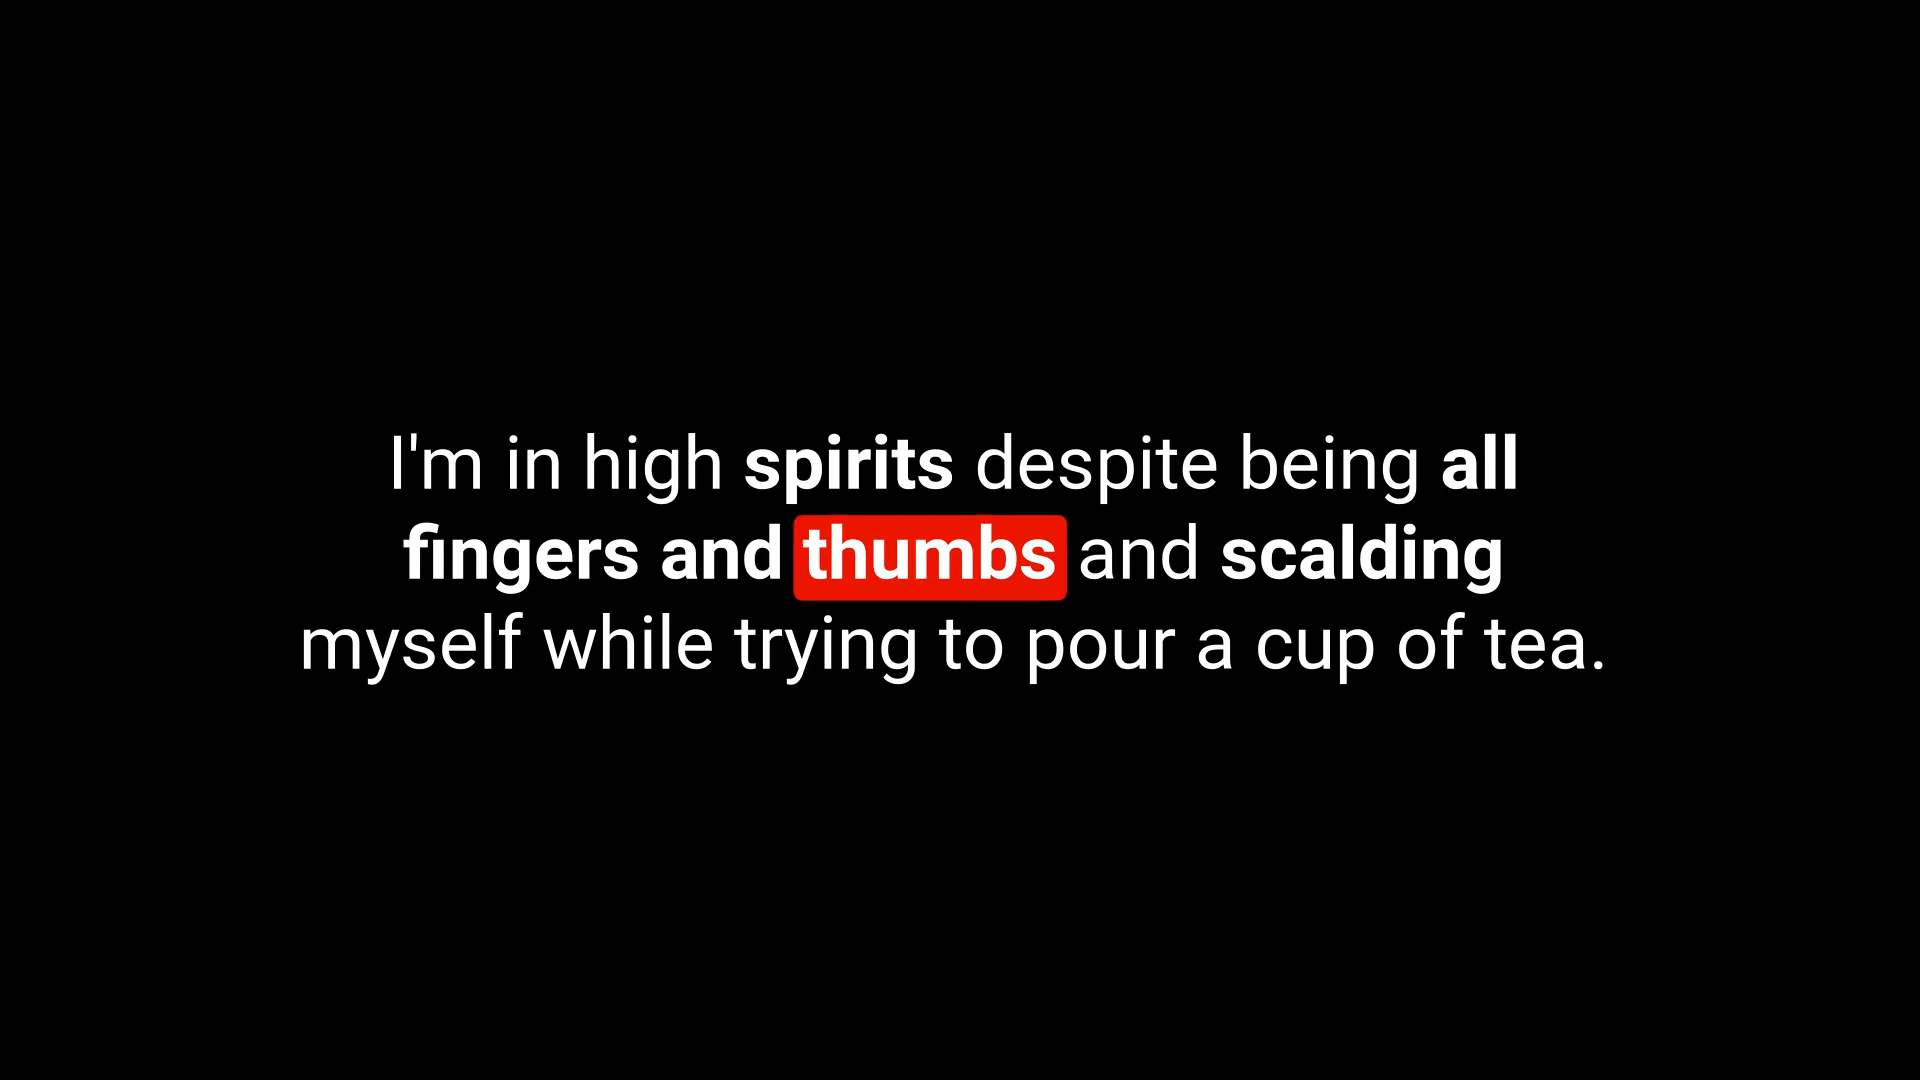 I'm in high spirits despite being all
fingers and thumbs and scalding
myself while trying to pour a cup of tea.